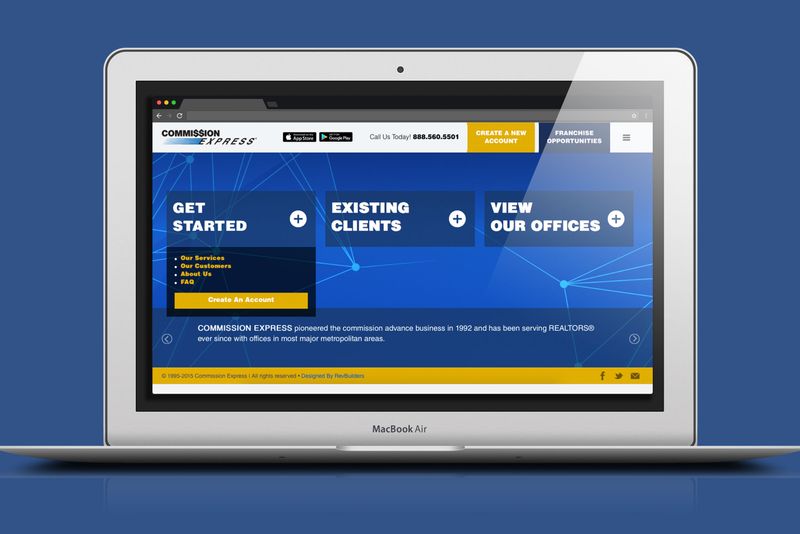 COMMISSION
EXPRESS
App Store
Google Play
Call Us Today! 888.560.5501
CREATE A NEW
ACCOUNT
FRANCHISE
OPPORTUNITIES
GET
STARTED
EXISTING
CLIENTS
VIEW
OUR OFFICES
Our Services
Our Customers
About Us
FAQ
Create An Account
COMMISSION EXPRESS pioneered the commission advance business in 1992 and has been serving REALTORS®
ever since with offices in most major metropolitan areas.
© 1995-2015 Commission Express | All rights reserved • Designed By RevBuilders
MacBook Air